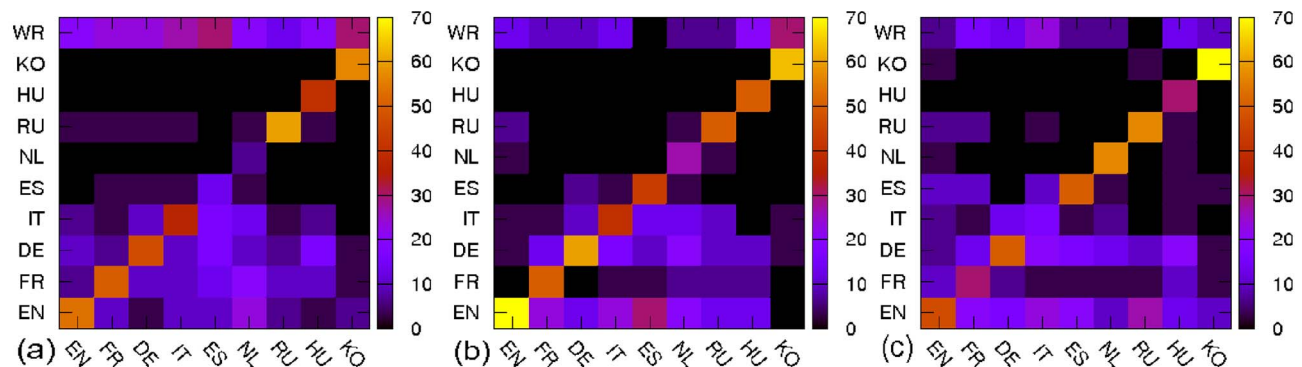 WR
KO
HU
RU
NL
ES
IT
DE
FR
EN
EN FR DE IT ES NL RU HU KO
70
60
50
40
30
20
10
0
(a)
WR
KO
HU
RU
NL
ES
IT
DE
FR
EN
EN FR DE IT ES NL RU HU KO
70
60
50
40
30
20
10
0
(b)
WR
KO
HU
RU
NL
ES
IT
DE
FR
EN
EN FR DE IT ES NL RU HU KO
70
60
50
40
30
20
10
0
(c)